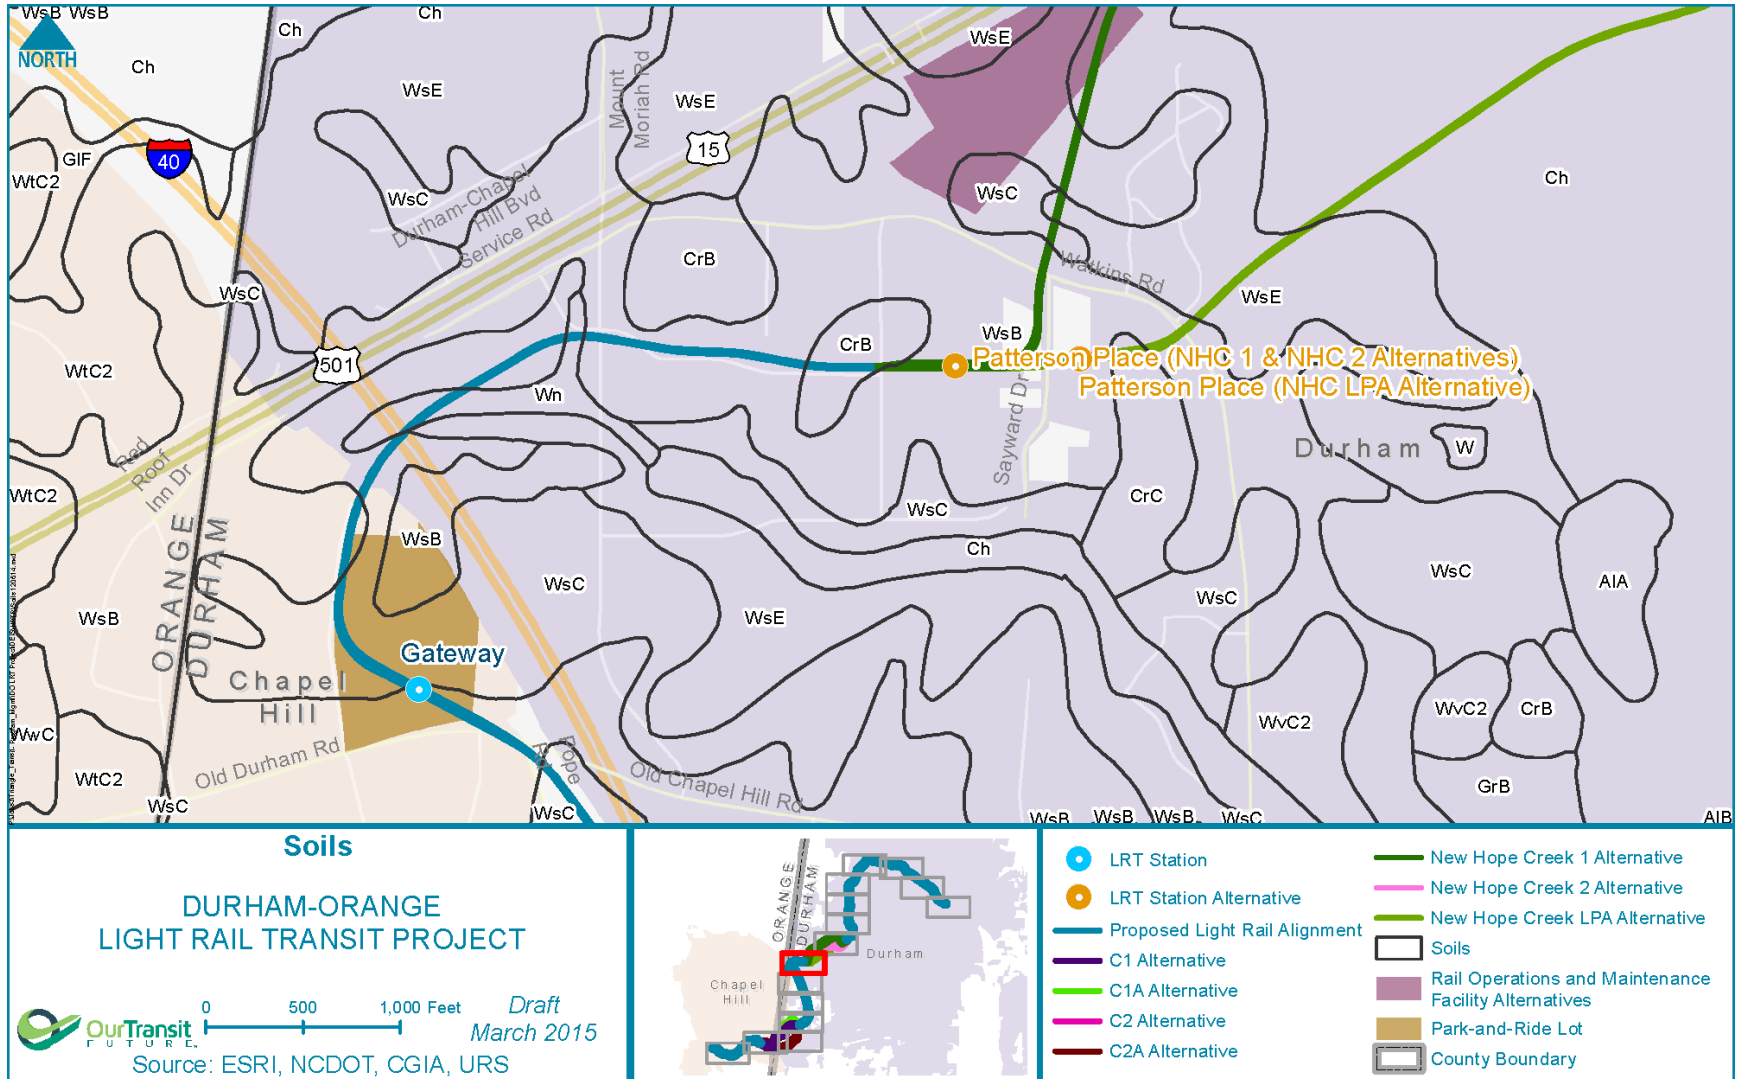 WsB WsB
Ch
Ch
WsE
NORTH
Ch
WsE
Mount
Moriah Rd
WsE
15
GlF
40
WtC2
Ch
WsC
WsC
Durham-Chapel
Hill Blvd
Service Rd
CrB
Watkins Rd
WsC
WsE
WsB
CrB
501
Patterson Place (NHC 1 & NHC 2 Alternatives)
Patterson Place (NHC LPA Alternative)
WtC2
Wn
Sayward Dr
Durham
W
Red
Roof
Inn Dr
WtC2
CrC
WsC
ORANGE
DURHAM
WsB
Ch
WsC
WsC
AlA
WsC
WsB
WsE
Gateway
Chapel
Hill
WvC2
CrB
WwC
WvC2
Old Durham Rd
Pope
Rd
Old Chapel Hill Rd
WtC2
GrB
WsC
WsC
WsB
WsB
WsB
WsC
AlB
Soils
DURHAM-ORANGE
LIGHT RAIL TRANSIT PROJECT
0 500 1,000 Feet
Draft
March 2015
OurTransit
FUTURE
Source: ESRI, NCDOT, CGIA, URS
ORANGE
DURHAM
Durham
Chapel
Hill
LRT Station
LRT Station Alternative
Proposed Light Rail Alignment
C1 Alternative
C1A Alternative
C2 Alternative
C2A Alternative
New Hope Creek 1 Alternative
New Hope Creek 2 Alternative
New Hope Creek LPA Alternative
Soils
Rail Operations and Maintenance
Facility Alternatives
Park-and-Ride Lot
County Boundary